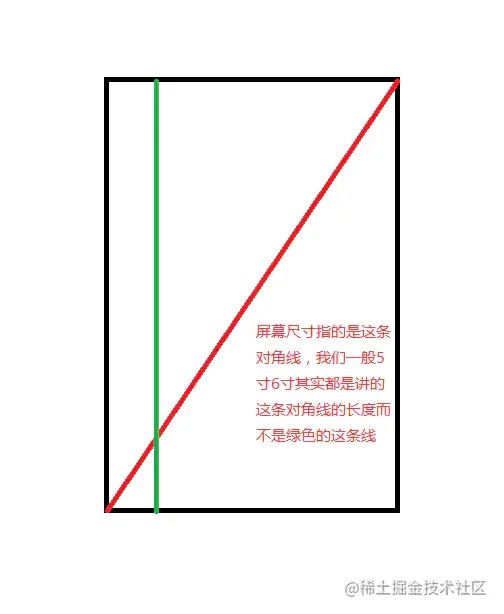 屏幕尺寸指的是这条
对角线，我们一般5
寸6寸其实都是讲的
这条对角线的长度而
不是绿色的这条线
@稀土掘金技术社区